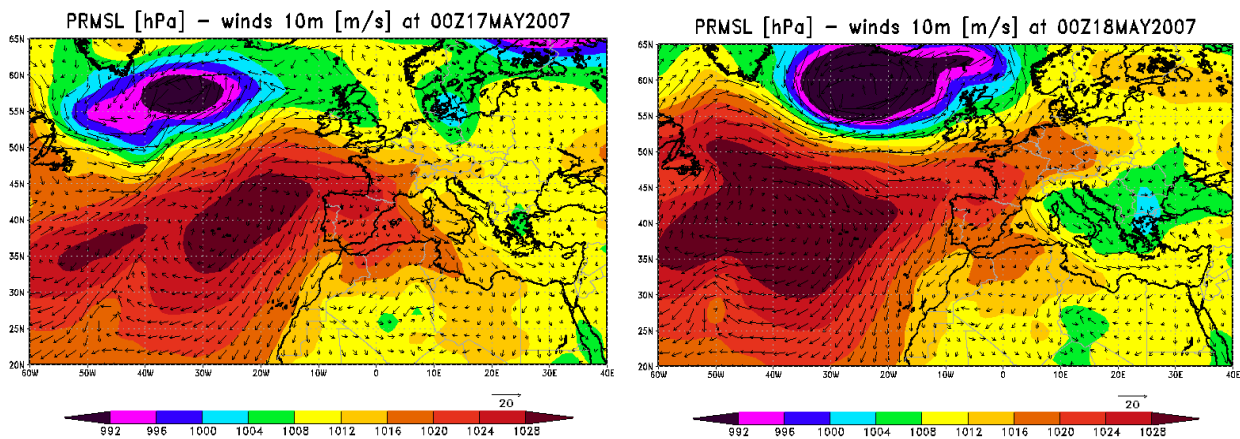 PRMSL [hPa] – winds 10m [m/s] at 00Z17MAY2007
65N
60N
55N
50N
45N
40N
35N
30N
25N
20N
60W 50W 40W 30W 20W 10W 0 10E 20E 30E 40E
20
992 996 1000 1004 1008 1012 1016 1020 1024 1028
PRMSL [hPa] – winds 10m [m/s] at 00Z18MAY2007
65N
60N
55N
50N
45N
40N
35N
30N
25N
20N
60W 50W 40W 30W 20W 10W 0 10E 20E 30E 40E
20
992 996 1000 1004 1008 1012 1016 1020 1024 1028